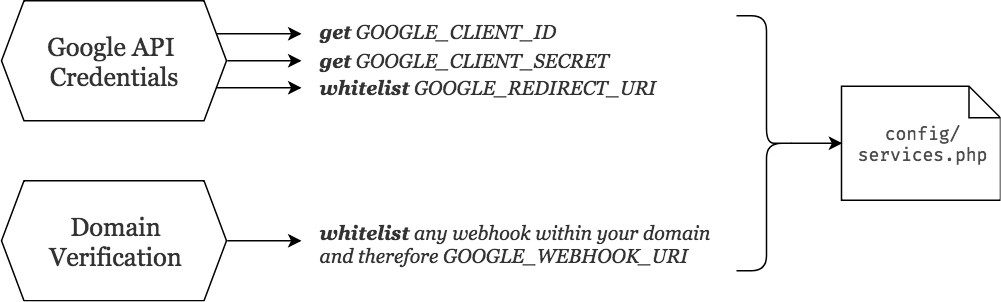 Google API
Credentials
get GOOGLE_CLIENT_ID
get GOOGLE_CLIENT_SECRET
whitelist GOOGLE_REDIRECT_URI
config/
services.php
Domain
Verification
whitelist any webhook within your domain
and therefore GOOGLE_WEBHOOK_URI